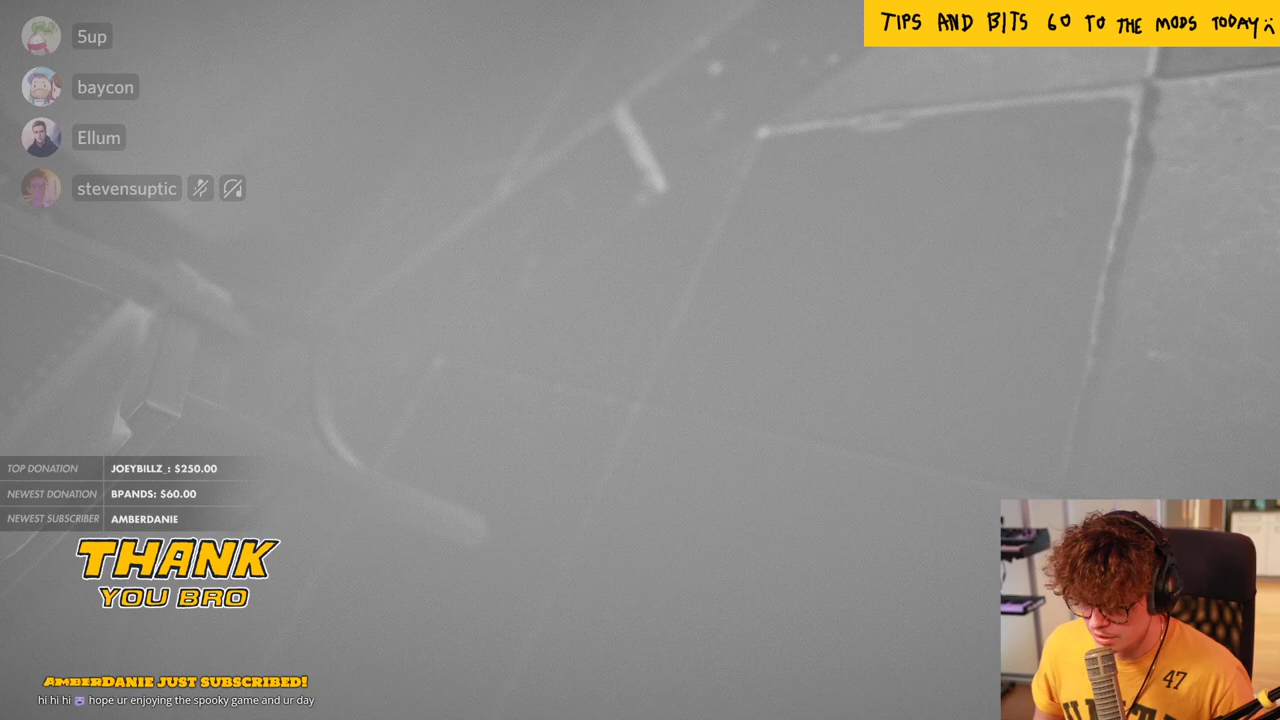 5up
TIPS AND BITS GO TO THE MODS TODAY
baycon
Ellum
stevensuptic
TOP DONATION JOEYBILLZ_: $250.00
NEWEST DONATION BPANDS: $60.00
NEWEST SUBSCRIBER AMBERDANIE
THANK
YOU BRO
AMBERDANIE JUST SUBSCRIBED!
hi hi hi 😈 hope ur enjoying the spooky game and ur day
47